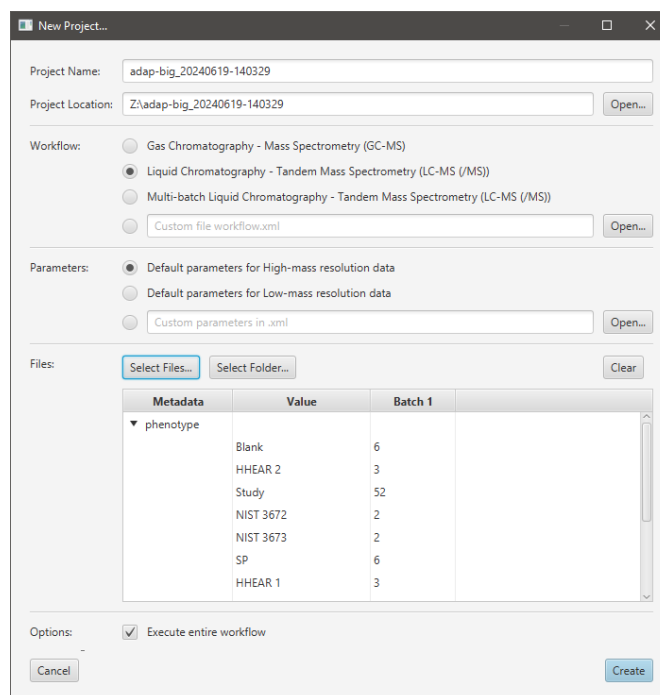 New Project...
Project Name: adap-big_20240619-140329
Project Location: Z:\adap-big_20240619-140329 Open...
Workflow: Gas Chromatography - Mass Spectrometry (GC-MS)
Liquid Chromatography - Tandem Mass Spectrometry (LC-MS (/MS))
Multi-batch Liquid Chromatography - Tandem Mass Spectrometry (LC-MS (/MS))
Custom file workflow.xml Open...
Parameters: Default parameters for High-mass resolution data
Default parameters for Low-mass resolution data
Custom parameters in .xml Open...
Files: Select Files... Select Folder... Clear
Metadata Value Batch 1
phenotype
Blank 6
HHEAR 2 3
Study 52
NIST 3672 2
NIST 3673 2
SP 6
HHEAR 1 3
Options: Execute entire workflow
Cancel Create